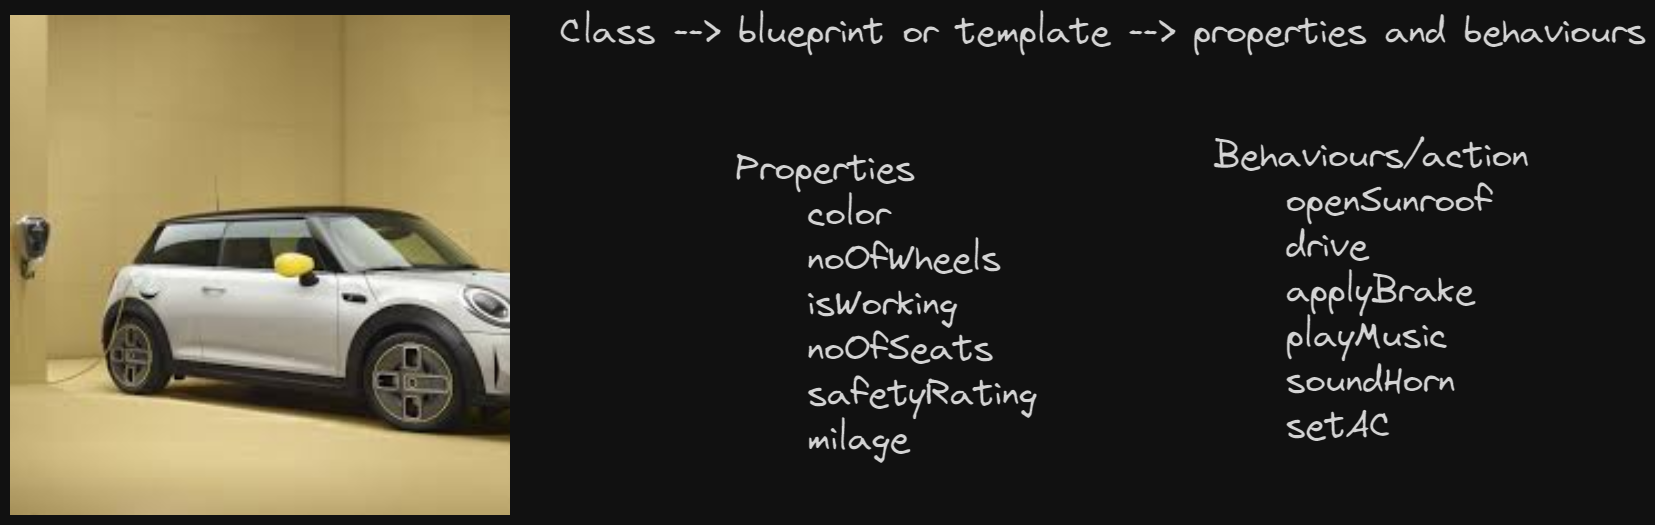 Class --> blueprint or template --> properties and behaviours
Properties
color
noOfWheels
isWorking
noOfSeats
safetyRating
milage
Behaviours/action
openSunroof
drive
applyBrake
playMusic
soundHorn
setAC